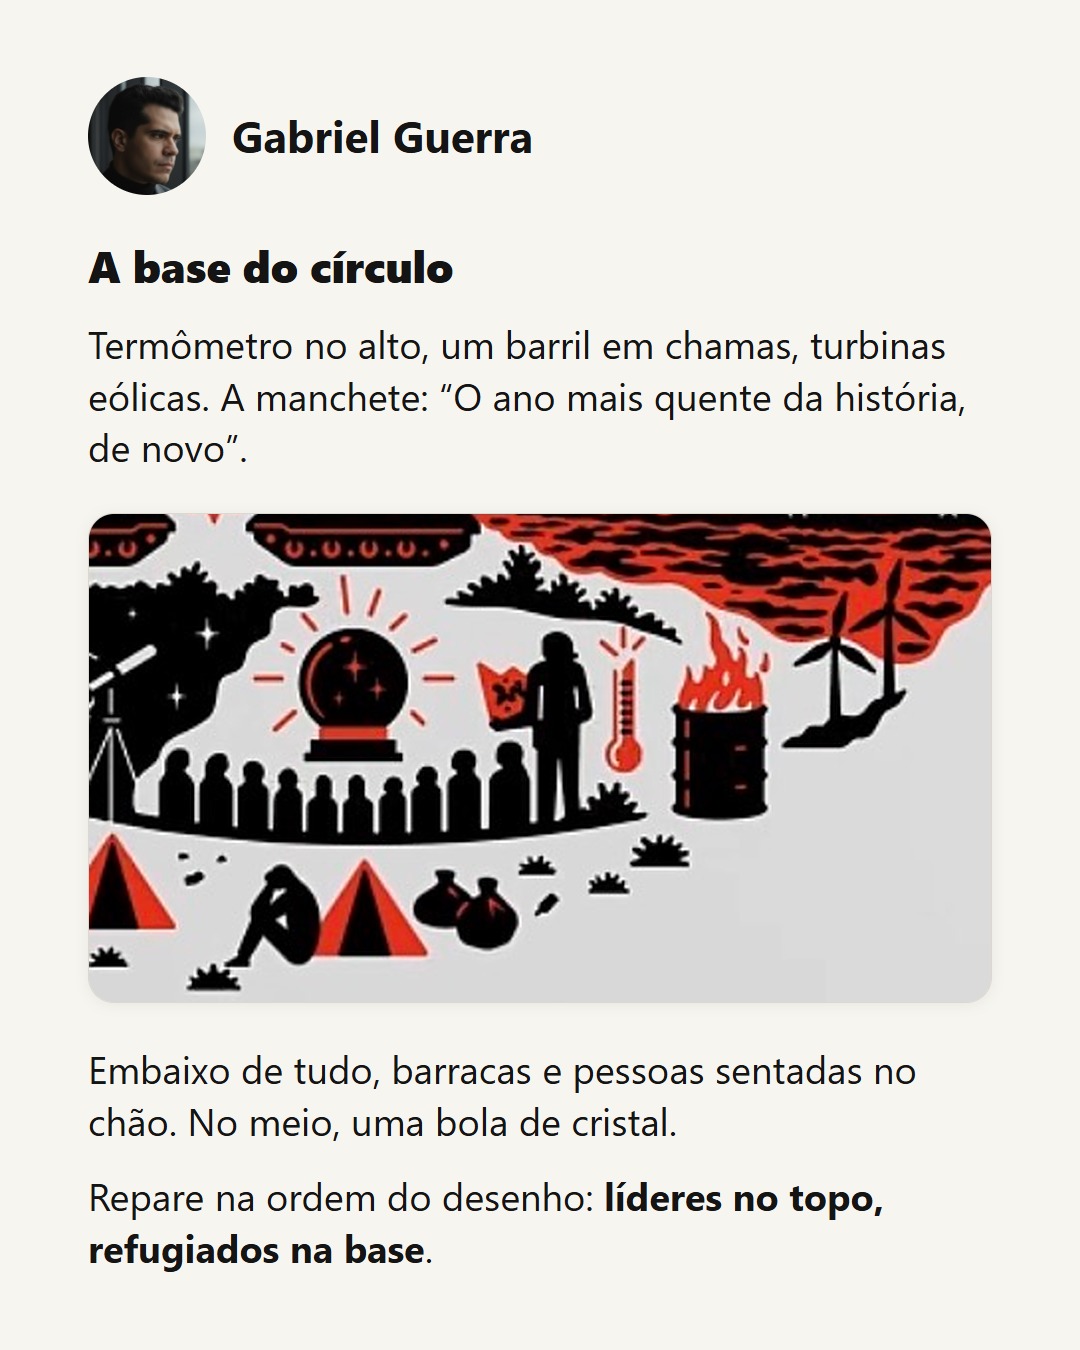 Gabriel Guerra
A base do círculo
Termômetro no alto, um barril em chamas, turbinas
eólicas. A manchete: “O ano mais quente da história,
de novo”.
Embaixo de tudo, barracas e pessoas sentadas no
chão. No meio, uma bola de cristal.
Repare na ordem do desenho: líderes no topo,
refugiados na base.